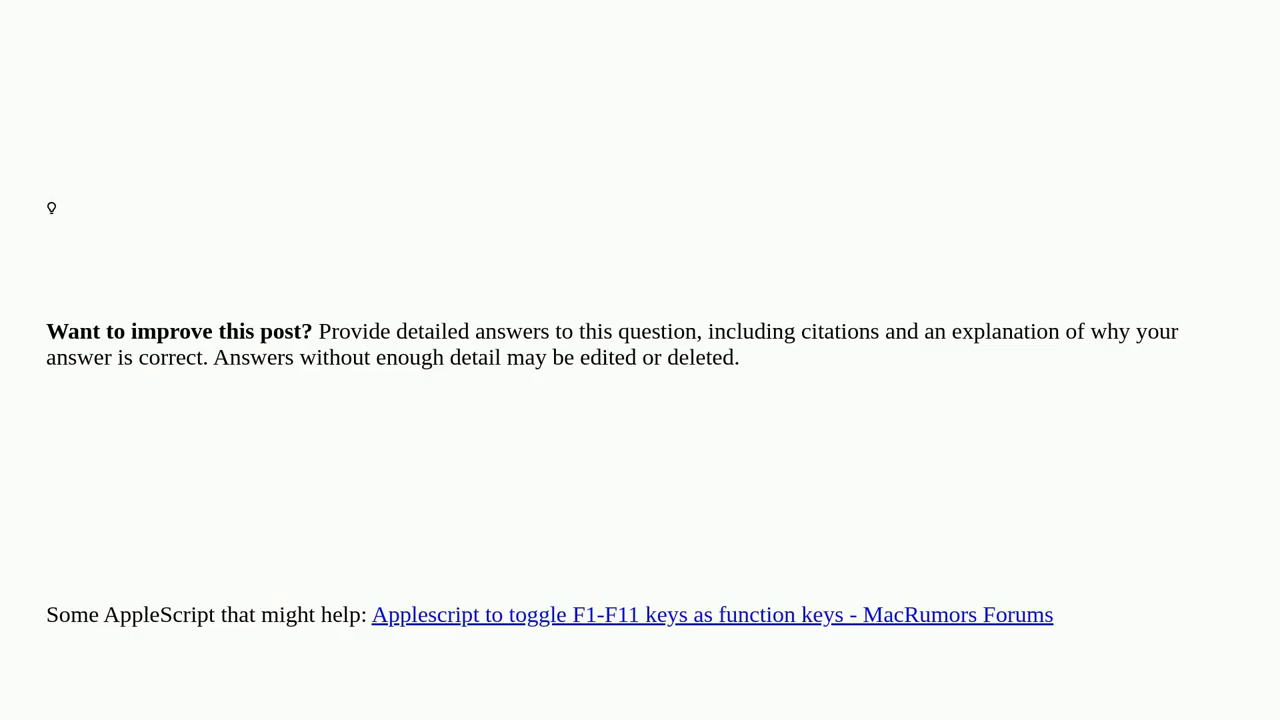 Want to improve this post? Provide detailed answers to this question, including citations and an explanation of why your
answer is correct. Answers without enough detail may be edited or deleted.
Some AppleScript that might help: Applescript to toggle F1-F11 keys as function keys - MacRumors Forums